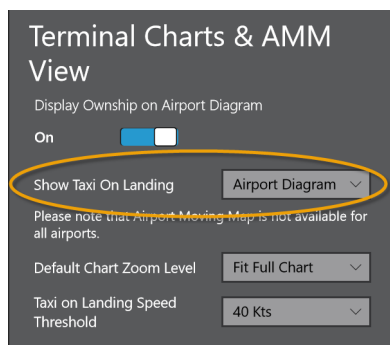 Terminal Charts & AMM
View
Display Ownship on Airport Diagram
On
Show Taxi On Landing Airport Diagram
Please note that Airport Moving Map is not available for
all airports.
Default Chart Zoom Level Fit Full Chart
Taxi on Landing Speed
Threshold 40 Kts